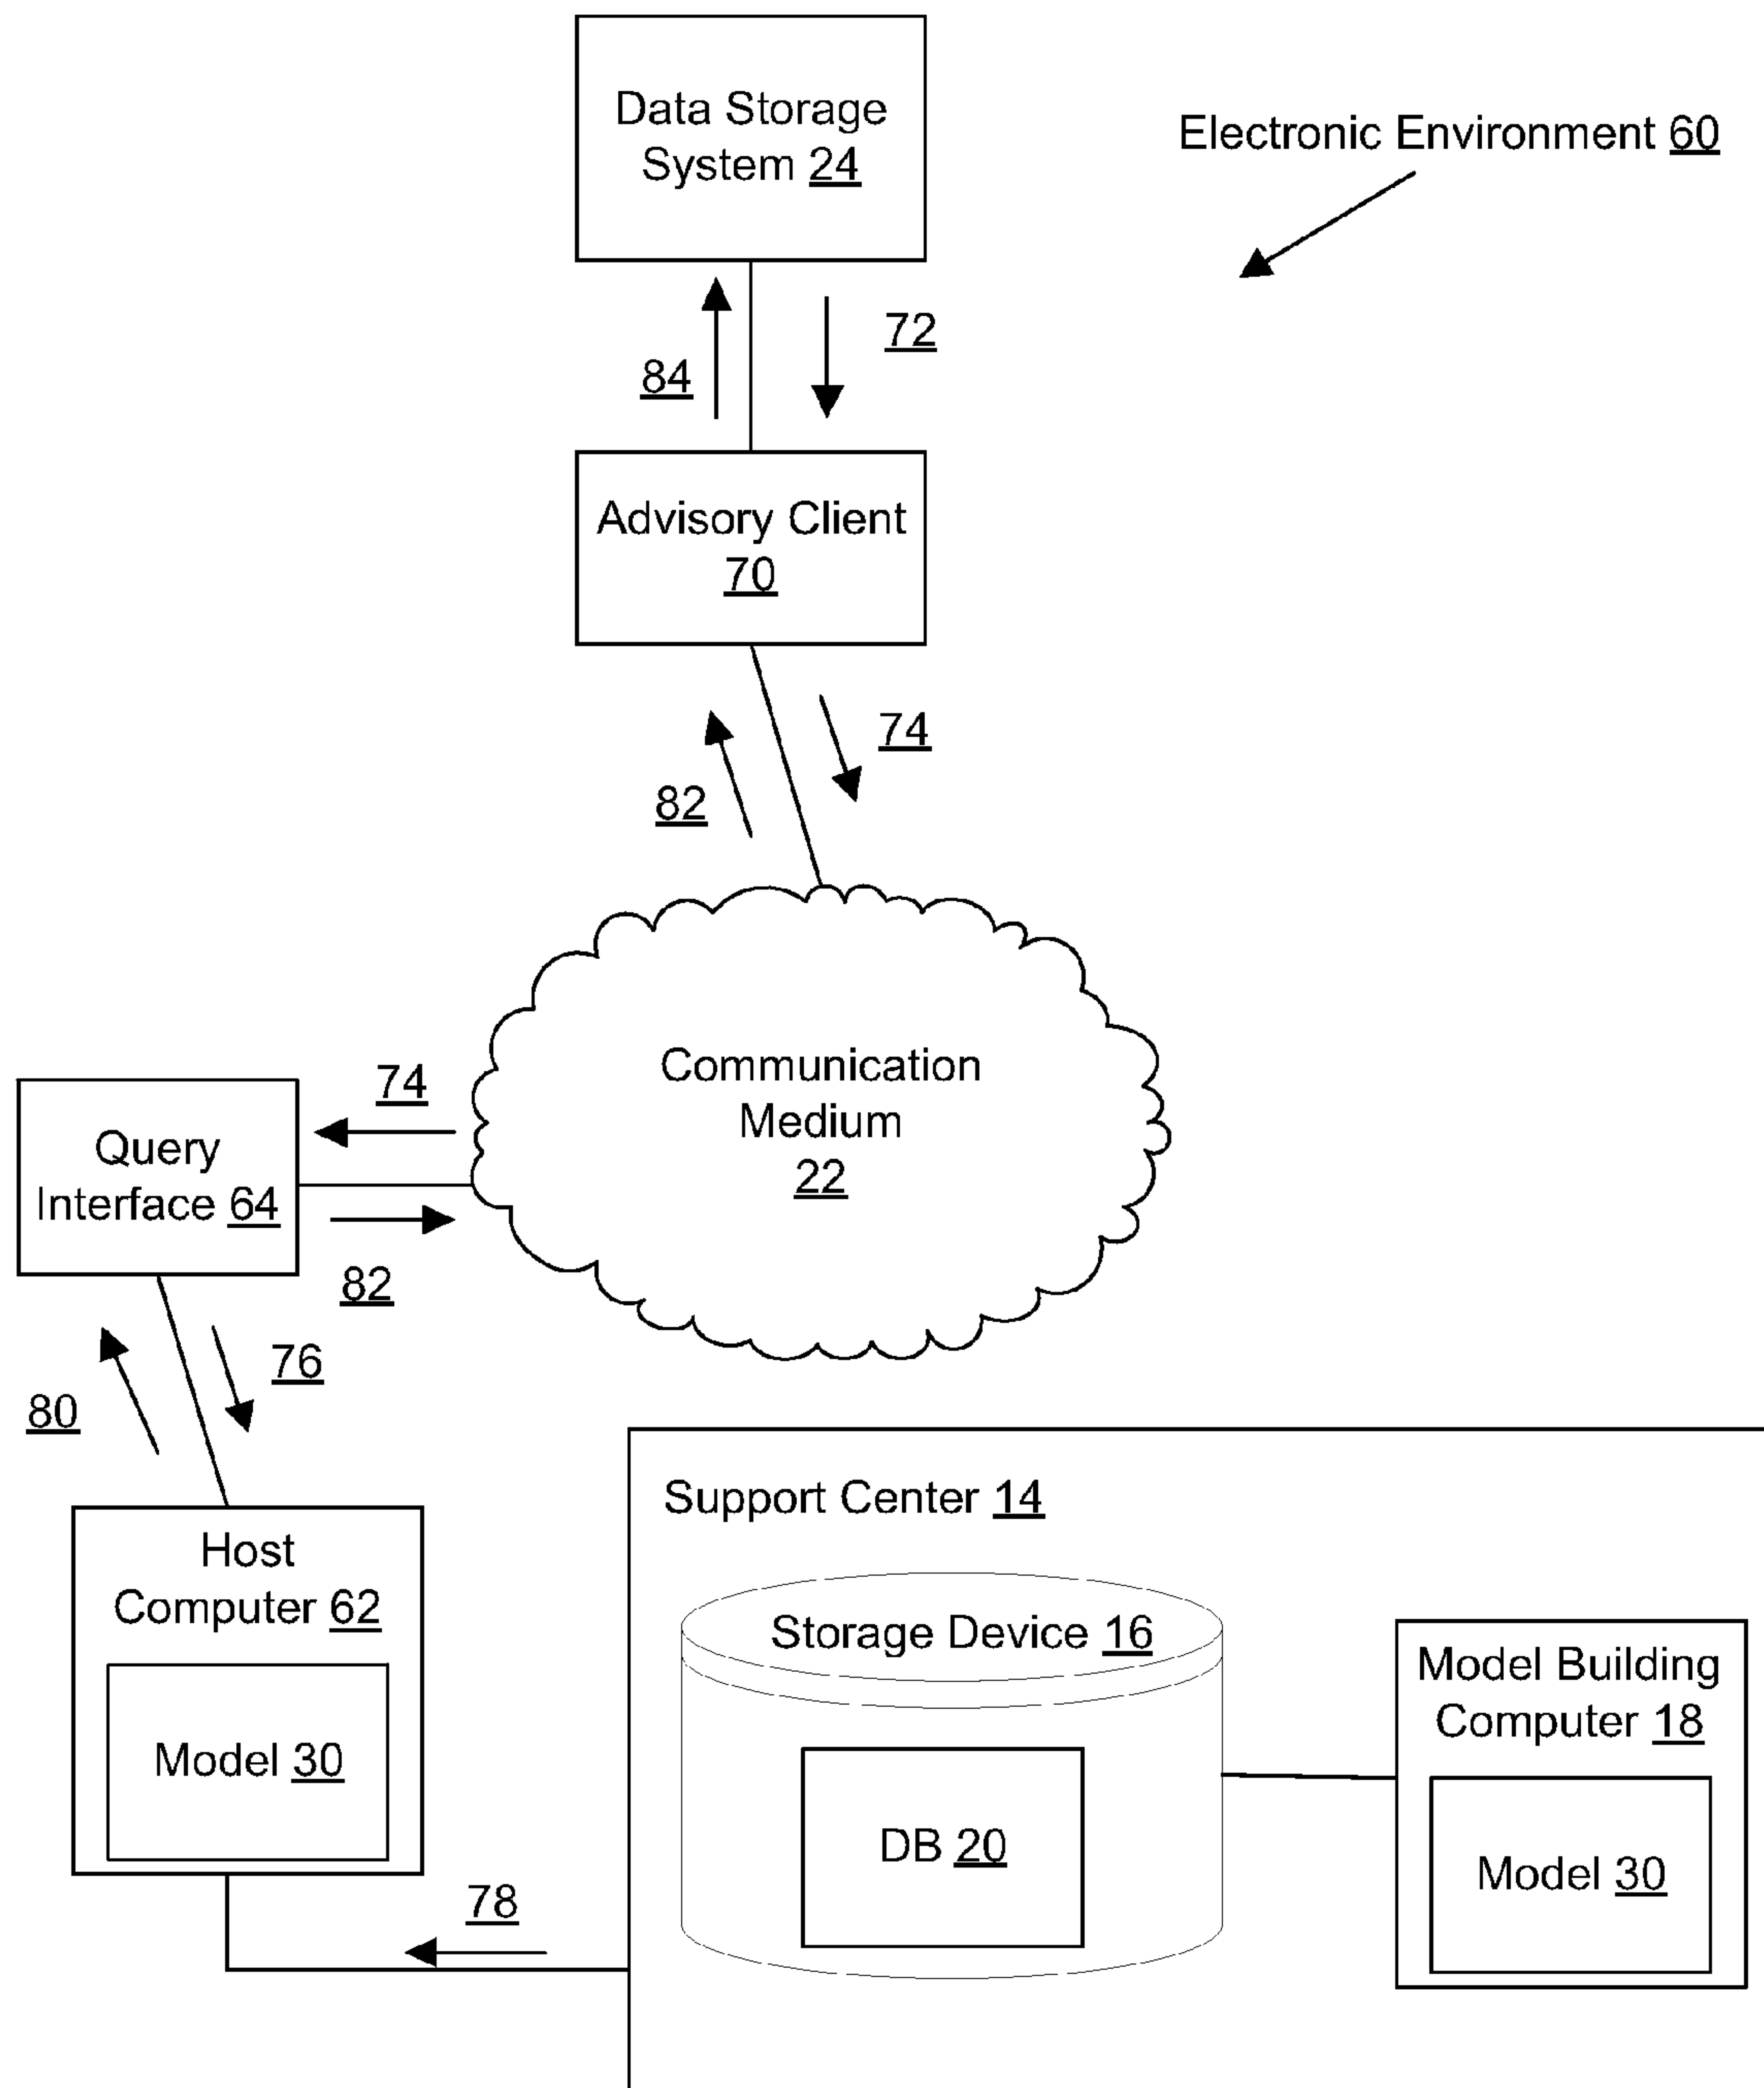 Data Storage
System 24
Electronic Environment 60
72
84
Advisory Client
70
74
82
Communication
Medium
22
74
Query
Interface 64
82
76
80
Support Center 14
Host
Computer 62
Storage Device 16
Model Building
Computer 18
Model 30
DB 20
Model 30
78